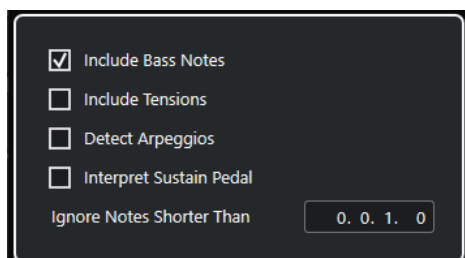 Include Bass Notes
Include Tensions
Detect Arpeggios
Interpret Sustain Pedal
Ignore Notes Shorter Than 0. 0. 1. 0